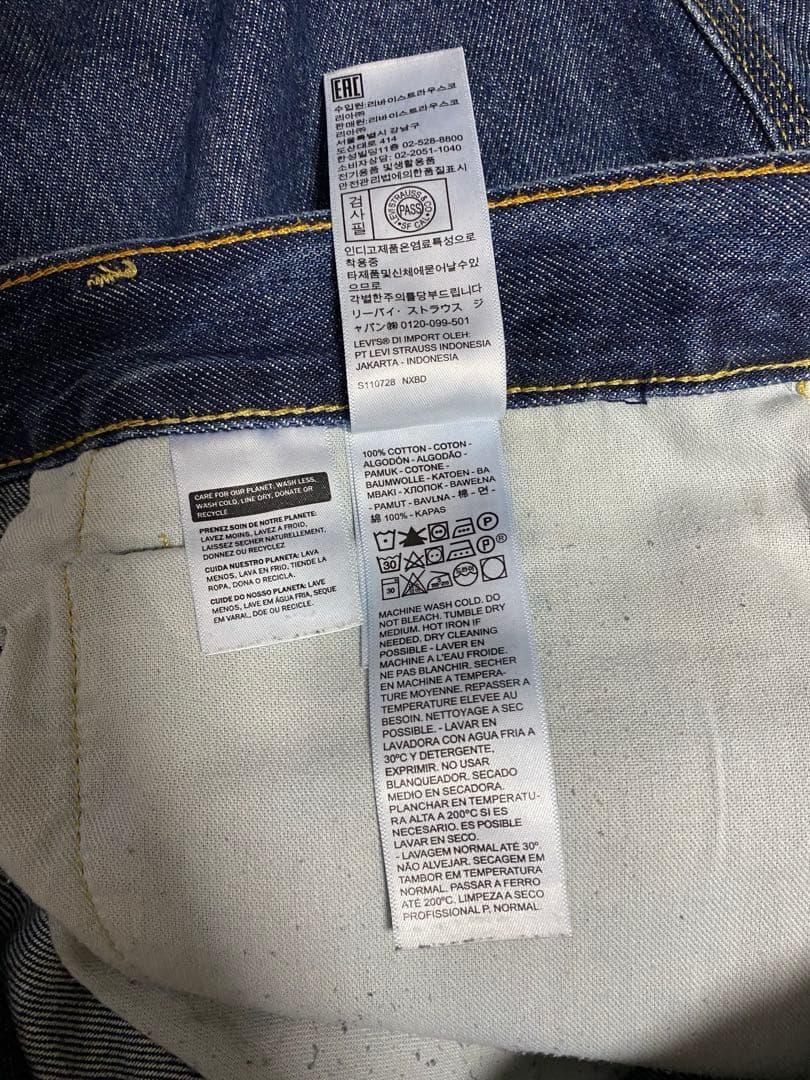 EAC
수입원:리바이스트라우스코
리아㈜
판매원:리바이스트라우스코
리아㈜
서울특별시 강남구
도산대로 414
한성빌딩11층 02-528-8800
소비자상담: 02-2051-1040
전기용품 및생활용품
안전관리법에의한품질표시
검사필
LEVI STRAUSS & CO
PASS
SF CAL
인디고제품은염료특성으로
착용중
타제품및신체에묻어날수있
으므로
각별한주의를당부드립니다
リーバイ・ストラウス ジ
ャパン㈱ 0120-099-501
LEVI'S® DI IMPORT OLEH:
PT LEVI STRAUSS INDONESIA
JAKARTA - INDONESIA
S110728 NXBD
CARE FOR OUR PLANET. WASH LESS,
WASH COLD, LINE DRY, DONATE OR
RECYCLE
PRENEZ SOIN DE NOTRE PLANETE:
LAVEZ MOINS, LAVEZ A FROID,
LAISSEZ SECHER NATURELLEMENT,
DONNEZ OU RECYCLEZ
CUIDA NUESTRO PLANETA: LAVA
MENOS, LAVA EN FRIO, TIENDE LA
ROPA, DONA O RECICLA.
CUIDE DO NOSSO PLANETA: LAVE
MENOS, LAVE EM ÁGUA FRIA, SEQUE
EM VARAL, DOE OU RECICLE.
100% COTTON - COTON -
ALGODÓN - ALGODÃO -
PAMUK - COTONE -
BAUMWOLLE - KATOEN - BA
MBAKI - ХЛОПОК - BAWEŁNA
- PAMUT - BAVLNA - 棉 - 면 -
綿 100% - KAPAS
P
30 P ®
30 드라이
MACHINE WASH COLD. DO
NOT BLEACH. TUMBLE DRY
MEDIUM. HOT IRON IF
NEEDED. DRY CLEANING
POSSIBLE - LAVER EN
MACHINE A L'EAU FROIDE.
NE PAS BLANCHIR. SECHER
EN MACHINE A TEMPERA-
TURE MOYENNE. REPASSER A
TEMPERATURE ELEVEE AU
BESOIN. NETTOYAGE A SEC
POSSIBLE. - LAVAR EN
LAVADORA CON AGUA FRIA A
30ºC Y DETERGENTE.
EXPRIMIR. NO USAR
BLANQUEADOR. SECADO
MEDIO EN SECADORA.
PLANCHAR EN TEMPERATU-
RA ALTA A 200ºC SI ES
NECESARIO. ES POSIBLE
LAVAR EN SECO.
- LAVAGEM NORMAL ATÉ 30º
NÃO ALVEJAR. SECAGEM EM
TAMBOR EM TEMPERATURA
NORMAL. PASSAR A FERRO
ATÉ 200ºC. LIMPEZA A SECO
PROFISSIONAL P. NORMAL.